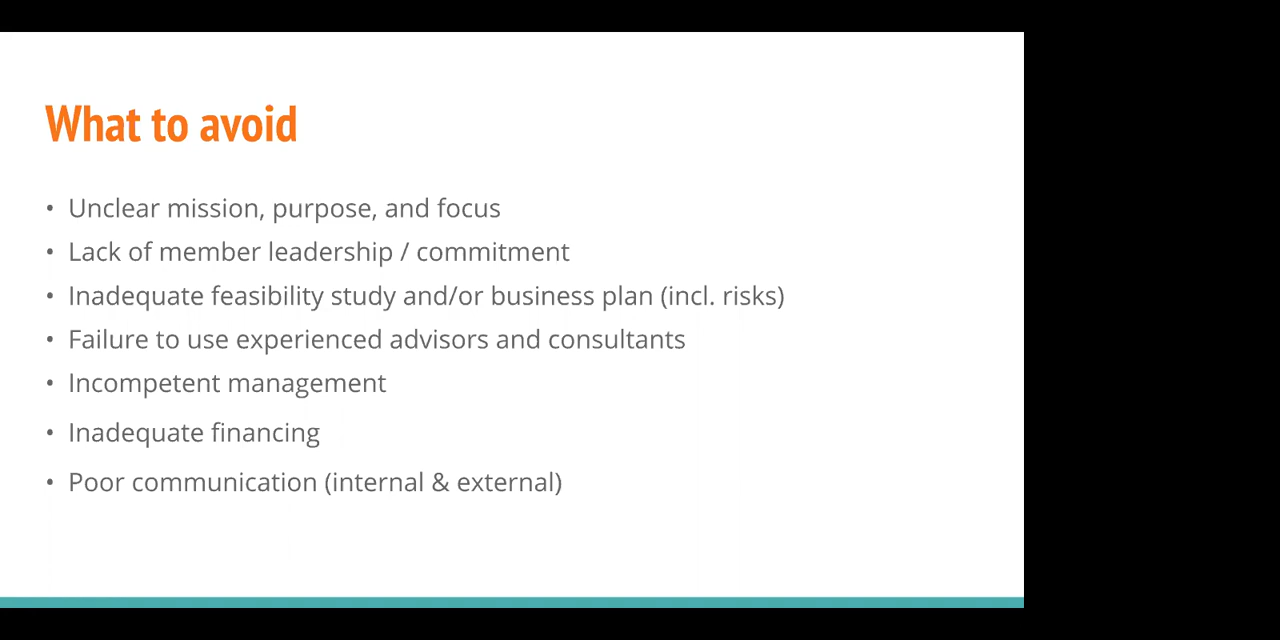 What to avoid
• Unclear mission, purpose, and focus
• Lack of member leadership / commitment
• Inadequate feasibility study and/or business plan (incl. risks)
• Failure to use experienced advisors and consultants
• Incompetent management
• Inadequate financing
• Poor communication (internal & external)